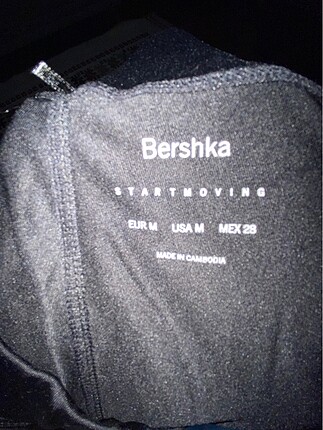 Bershka
STARTMOVING
EUR M USA M MEX 28
MADE IN CAMBODIA